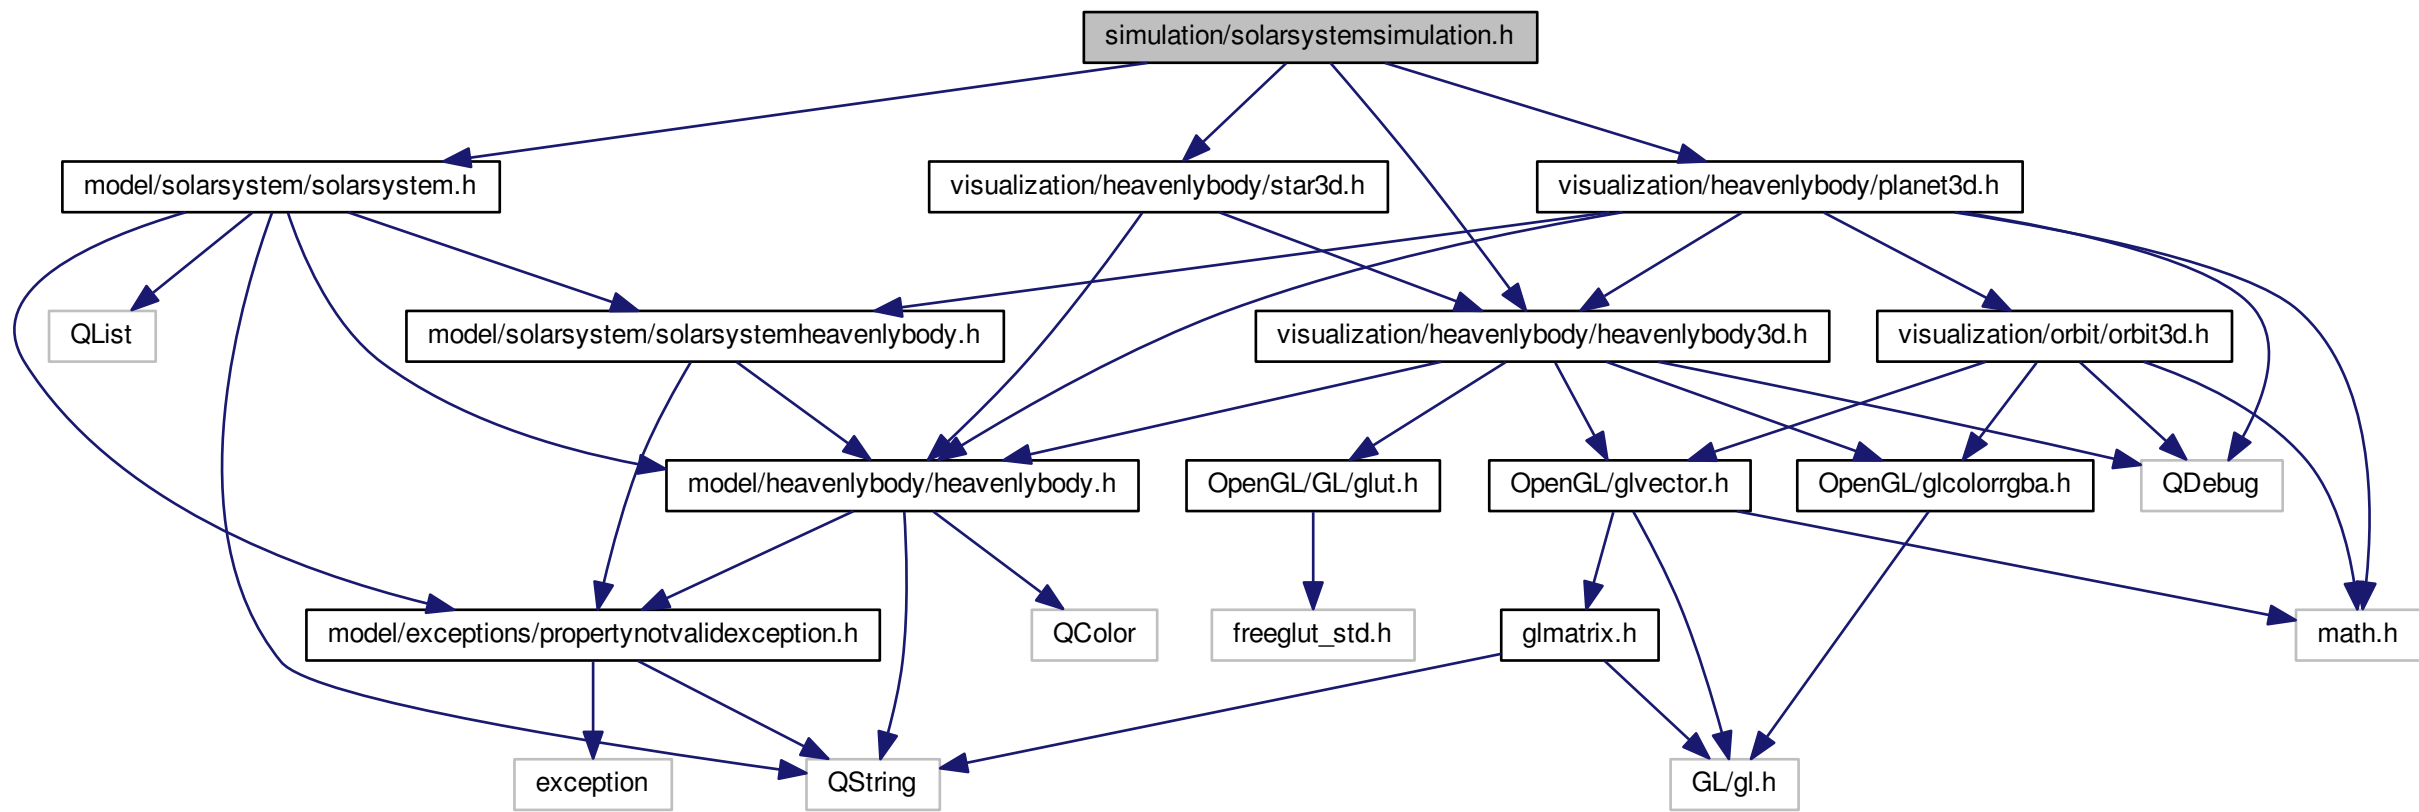 simulation/solarsystemsimulation.h
model/solarsystem/solarsystem.h
visualization/heavenlybody/star3d.h
visualization/heavenlybody/planet3d.h
QList
model/solarsystem/solarsystemheavenlybody.h
visualization/heavenlybody/heavenlybody3d.h
visualization/orbit/orbit3d.h
model/heavenlybody/heavenlybody.h
OpenGL/GL/glut.h
OpenGL/glvector.h
OpenGL/glcolorrgba.h
QDebug
model/exceptions/propertynotvalidexception.h
QColor
freeglut_std.h
glmatrix.h
math.h
exception
QString
GL/gl.h